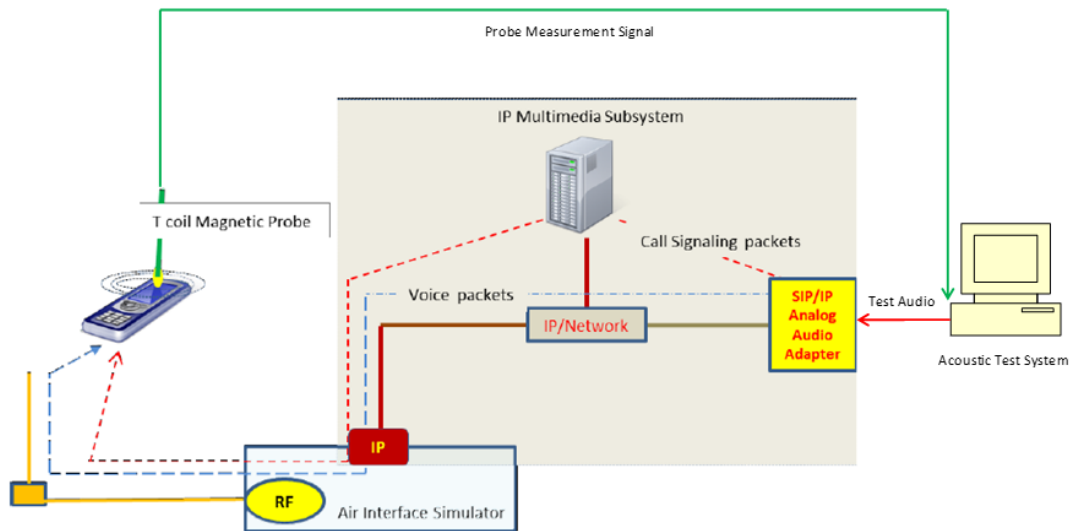 Probe Measurement Signal
IP Multimedia Subsystem
T coil Magnetic Probe
Call Signaling packets
Voice packets
SIP/IP
Analog
Audio
Adapter
Test Audio
IP/Network
Acoustic Test System
IP
RF
Air Interface Simulator